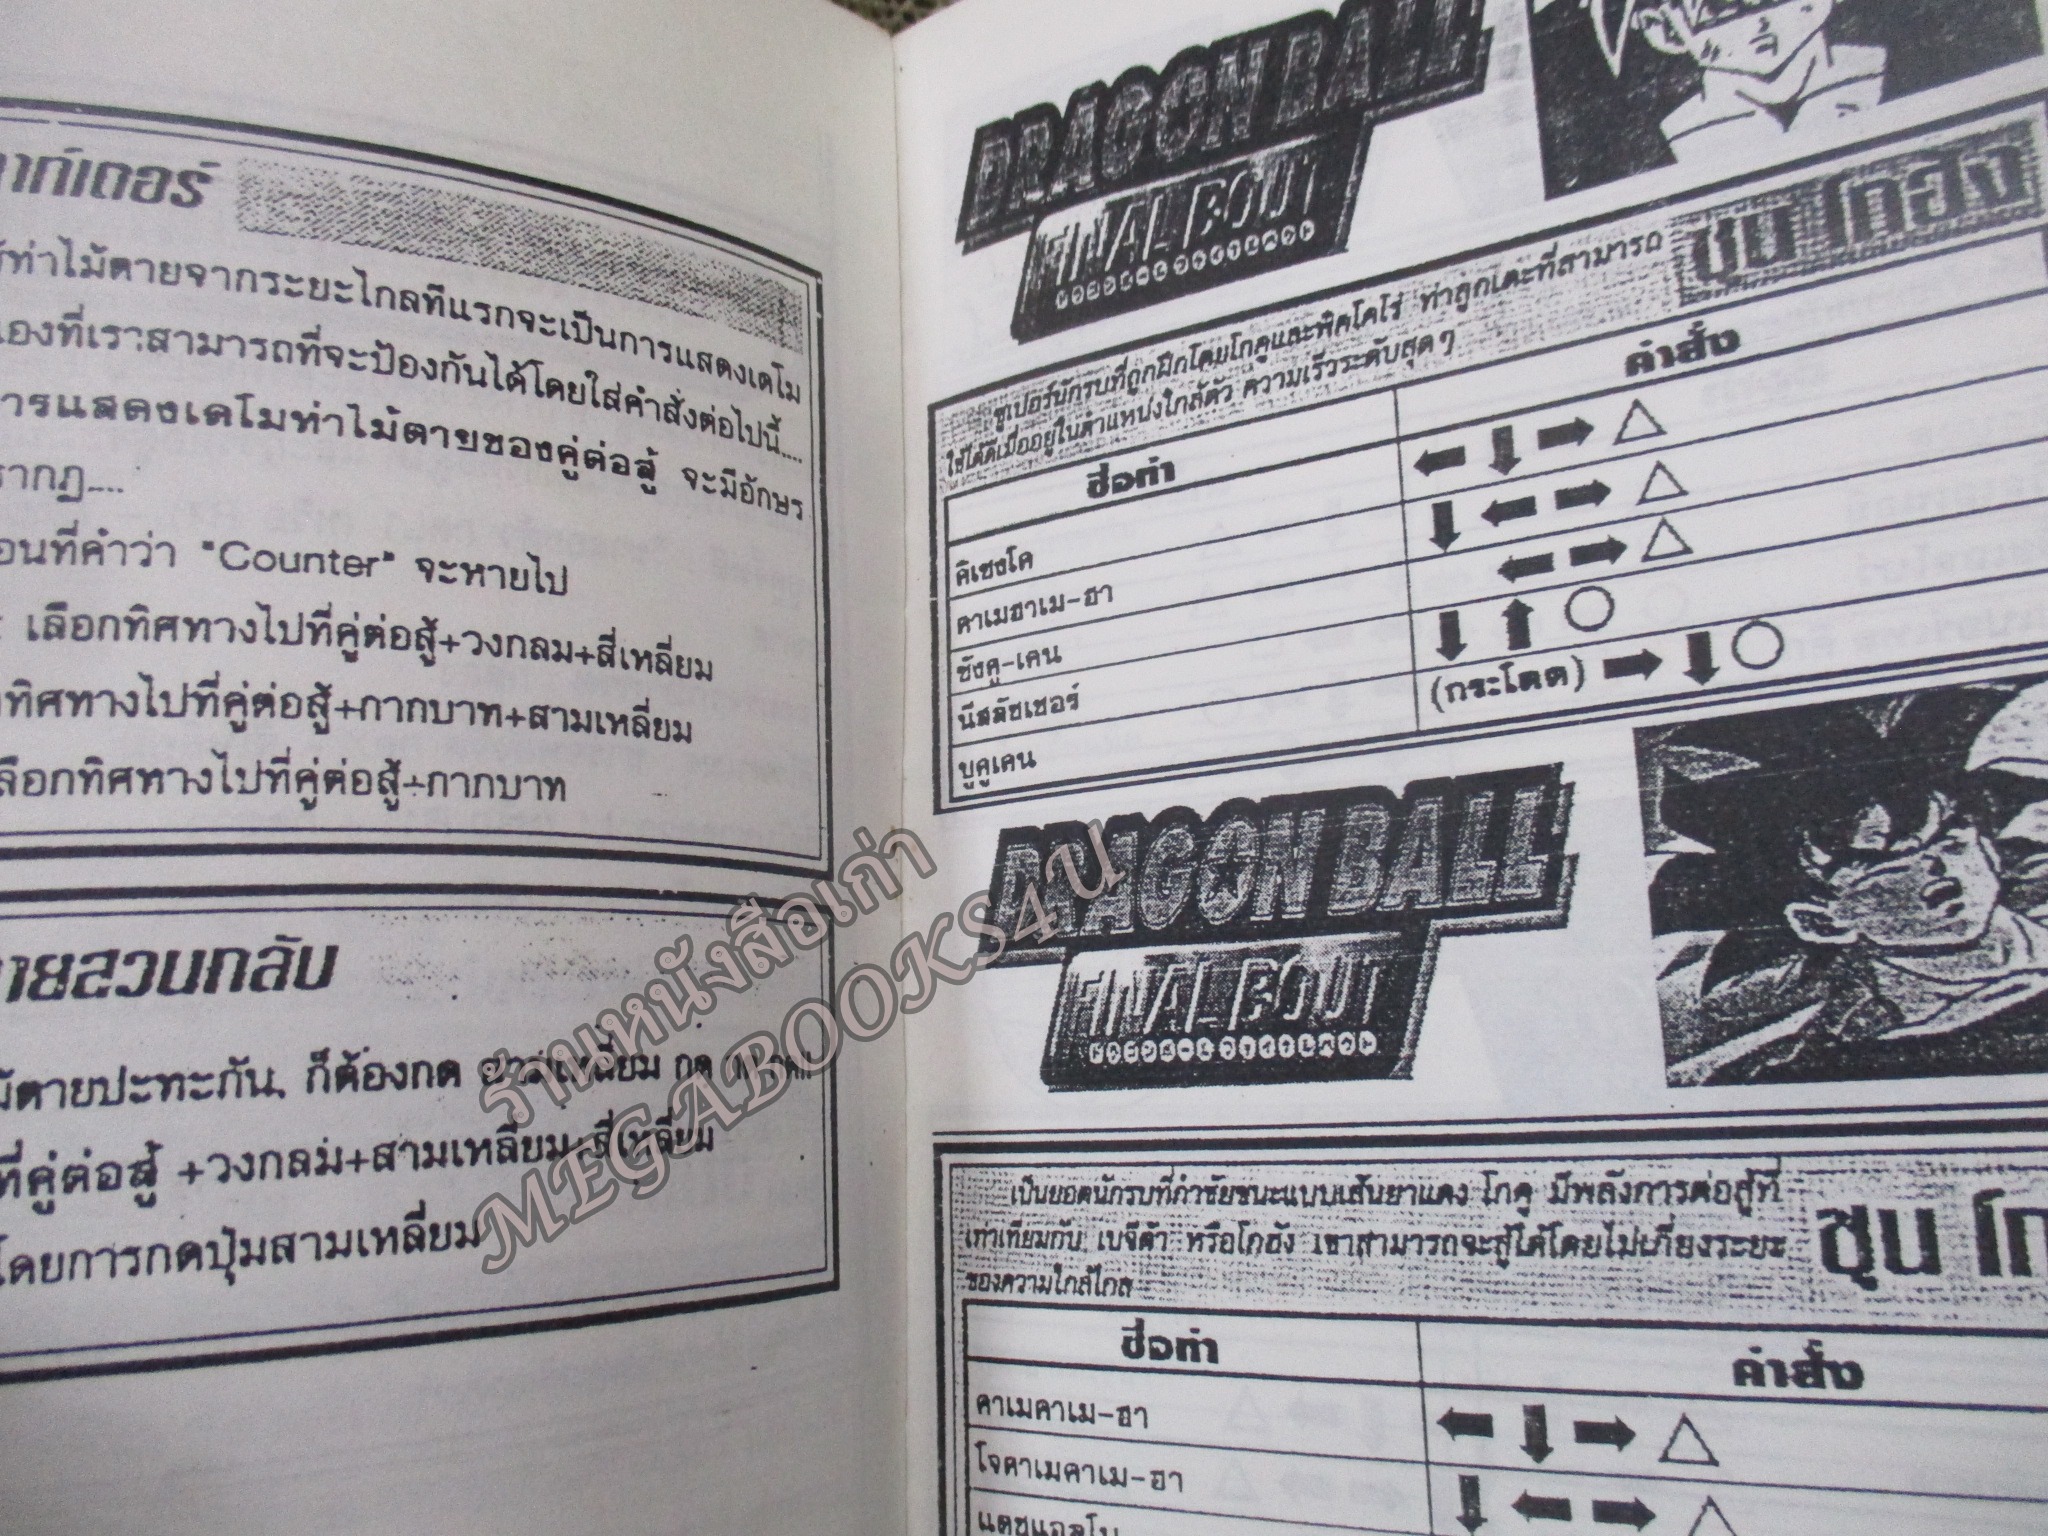 าท์เตอร์
ท่าไม้ตายจากระยะไกลทีแรกจะเป็นการแสดงเดโม
เองที่เราสามารถที่จะป้องกันได้โดยใส่คำสั่งต่อไปนี้.....
การแสดงเดโมท่าไม้ตายของคู่ต่อสู้ จะมีอักษร
รากฏ.....
อนที่คำว่า "Counter" จะหายไป
: เลือกทิศทางไปที่คู่ต่อสู้+วงกลม+สี่เหลี่ยม
ทิศทางไปที่คู่ต่อสู้+กากบาท+สามเหลี่ยม
ลือกทิศทางไปที่คู่ต่อสู้+กากบาท
ายสวนกลับ
ม้ตายปะทะกัน ก็ต้องกด
ที่คู่ต่อสู้ +วงกลม+สามเหลี่ยม+สี่เหลี่ยม
โดยการกดปุ่มสามเหลี่ยม
DRAGON BALL
FINAL BOUT
ซุน โกฮัง
ซูเปอร์นักรบที่ถูกฝึกโดยโกคูและพิคโคโร่ ท่าลูกเตะที่สามารถ
ใช้ได้ดีเมื่ออยู่ในตำแหน่งใกล้ตัว ความเร็วระดับสุดๆ
ชื่อท่า คำสั่ง
คิเซงโด ← ↓ → △
คาเมฮาเม-ฮา ↓ ← → △
ชังคู-เคน ← → △
นีสลัชเชอร์ ↓ ↑ ○
บูคูเคน (กระโดด) → ↓ ○
DRAGON BALL
FINAL BOUT
เป็นยอดนักรบที่กำชัยชนะแบบเส้นยาแดง โกคู มีพลังการต่อสู้ที่
เท่าเทียมกับ เบจีต้า หรือโกฮัง เขาสามารถจะสู้ได้โดยไม่เกี่ยงระยะ
ของความใกล้ไกล
ซุน โก
ชื่อท่า คำสั่ง
คาเมคาเม-ฮา ← ↓ → △
โจคาเมคาเม-ฮา ↓ ← → △
ร้านหนังสือเก่า
MEGABOOKS4U